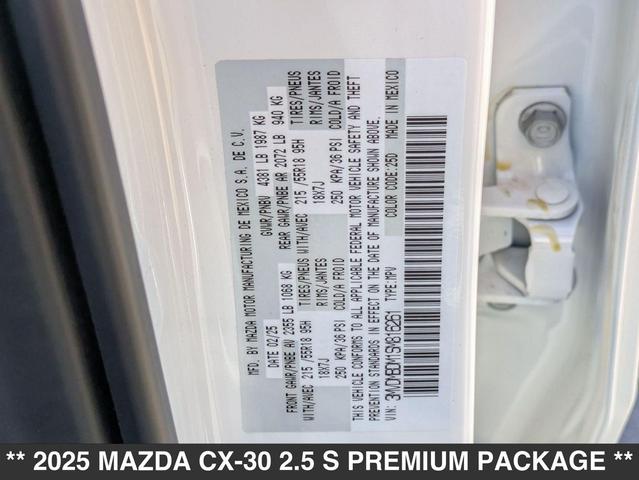 MFD. BY MAZDA MOTOR MANUFACTURING DE MEXICO S.A. DE C.V.
DATE 02/25 GVWR/PNBV 4381 LB 1987 KG
FRONT GAWR/PNBE AV 2355 LB 1068 KG REAR GAWR/PNBE AR 2072 LB 940 KG
WITH/AVEC 215 /55R18 95H TIRES/PNEUS WITH/AVEC 215 /55R18 95H TIRES/PNEUS
18X7J RIMS/JANTES 18X7J RIMS/JANTES
250 KPA/36 PSI COLD/A FROID 250 KPA/36 PSI COLD/A FROID
THIS VEHICLE CONFORMS TO ALL APPLICABLE FEDERAL MOTOR VEHICLE SAFETY AND THEFT
PREVENTION STANDARDS IN EFFECT ON THE DATE OF MANUFACTURE SHOWN ABOVE.
COLOR CODE:25D MADE IN MEXICO
VIN: TYPE:MPV
** 2025 MAZDA CX-30 2.5 S PREMIUM PACKAGE **